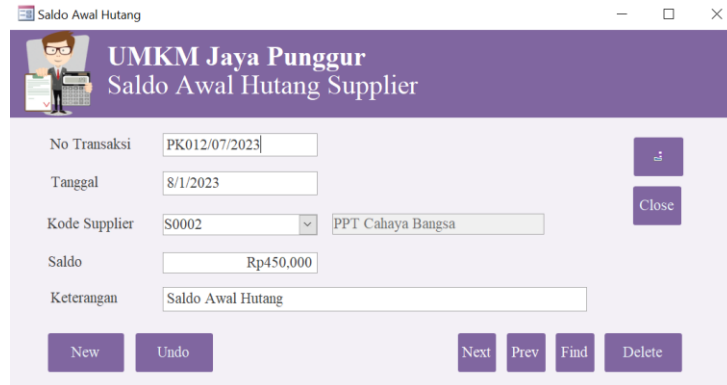 Saldo Awal Hutang
UMKM Jaya Punggur
Saldo Awal Hutang Supplier
No Transaksi PK012/07/2023
Tanggal 8/1/2023
Kode Supplier S0002 PPT Cahaya Bangsa
Close
Saldo Rp450,000
Keterangan Saldo Awal Hutang
New Undo Next Prev Find Delete